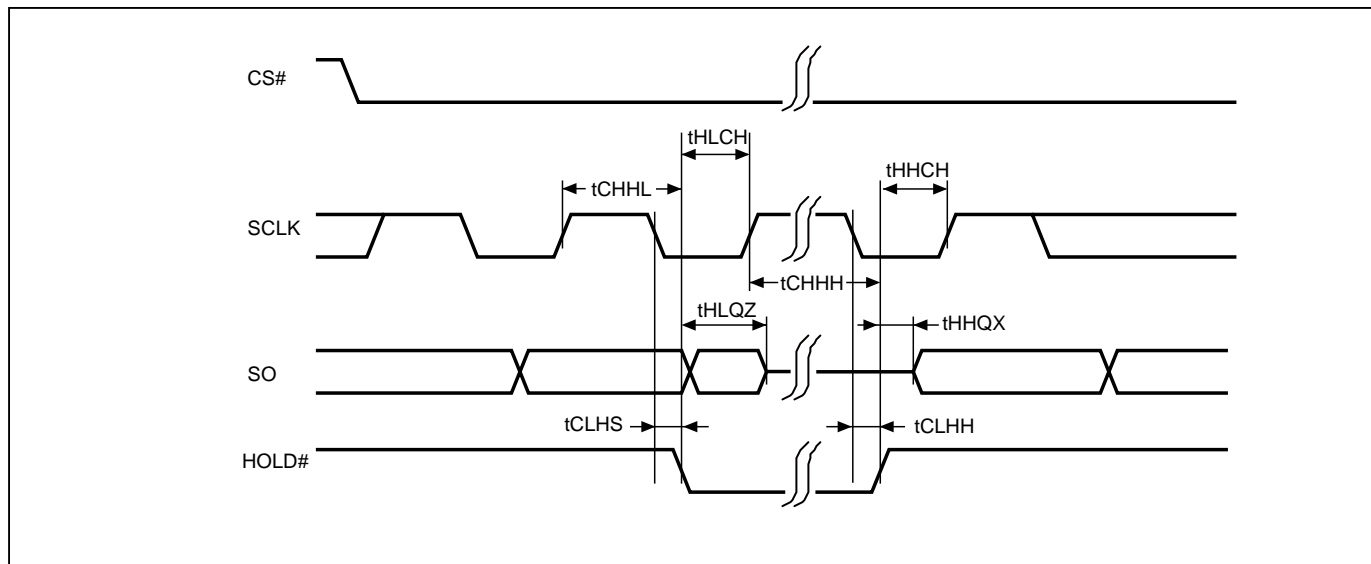 CS#
tHLCH
tHHCH
tCHHL
SCLK
tCHHH
tHLQZ
tHHQX
SO
tCLHS
tCLHH
HOLD#